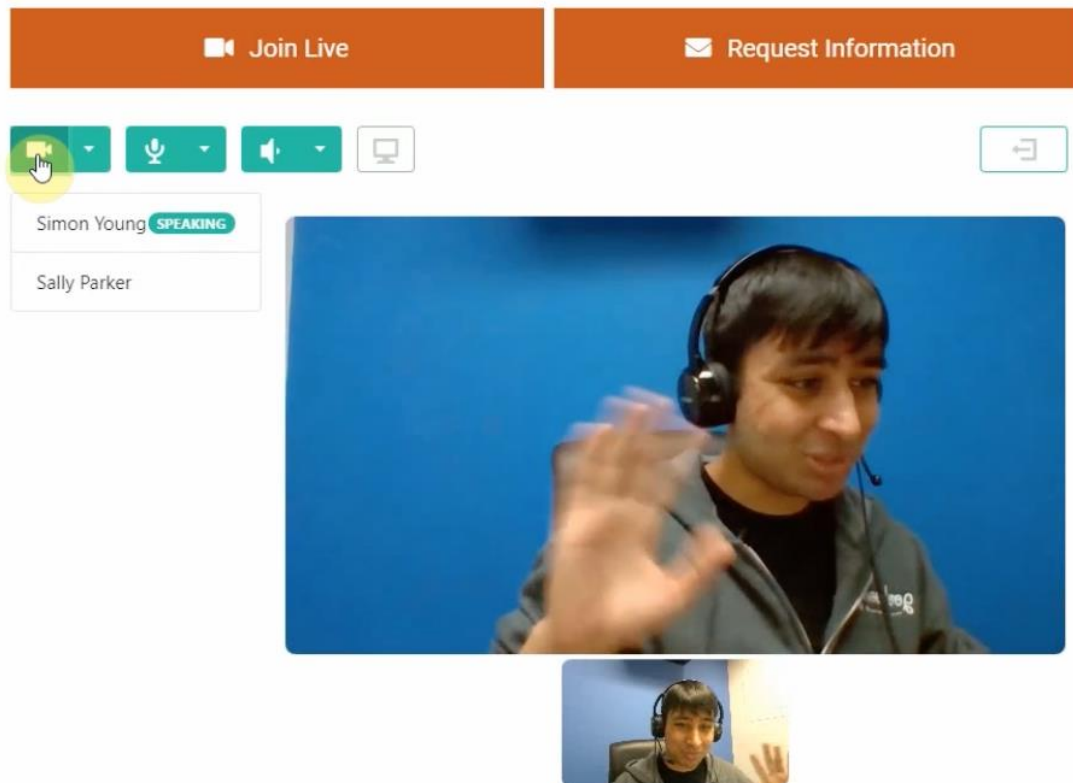 Join Live
Request Information
Simon Young SPEAKING
Sally Parker